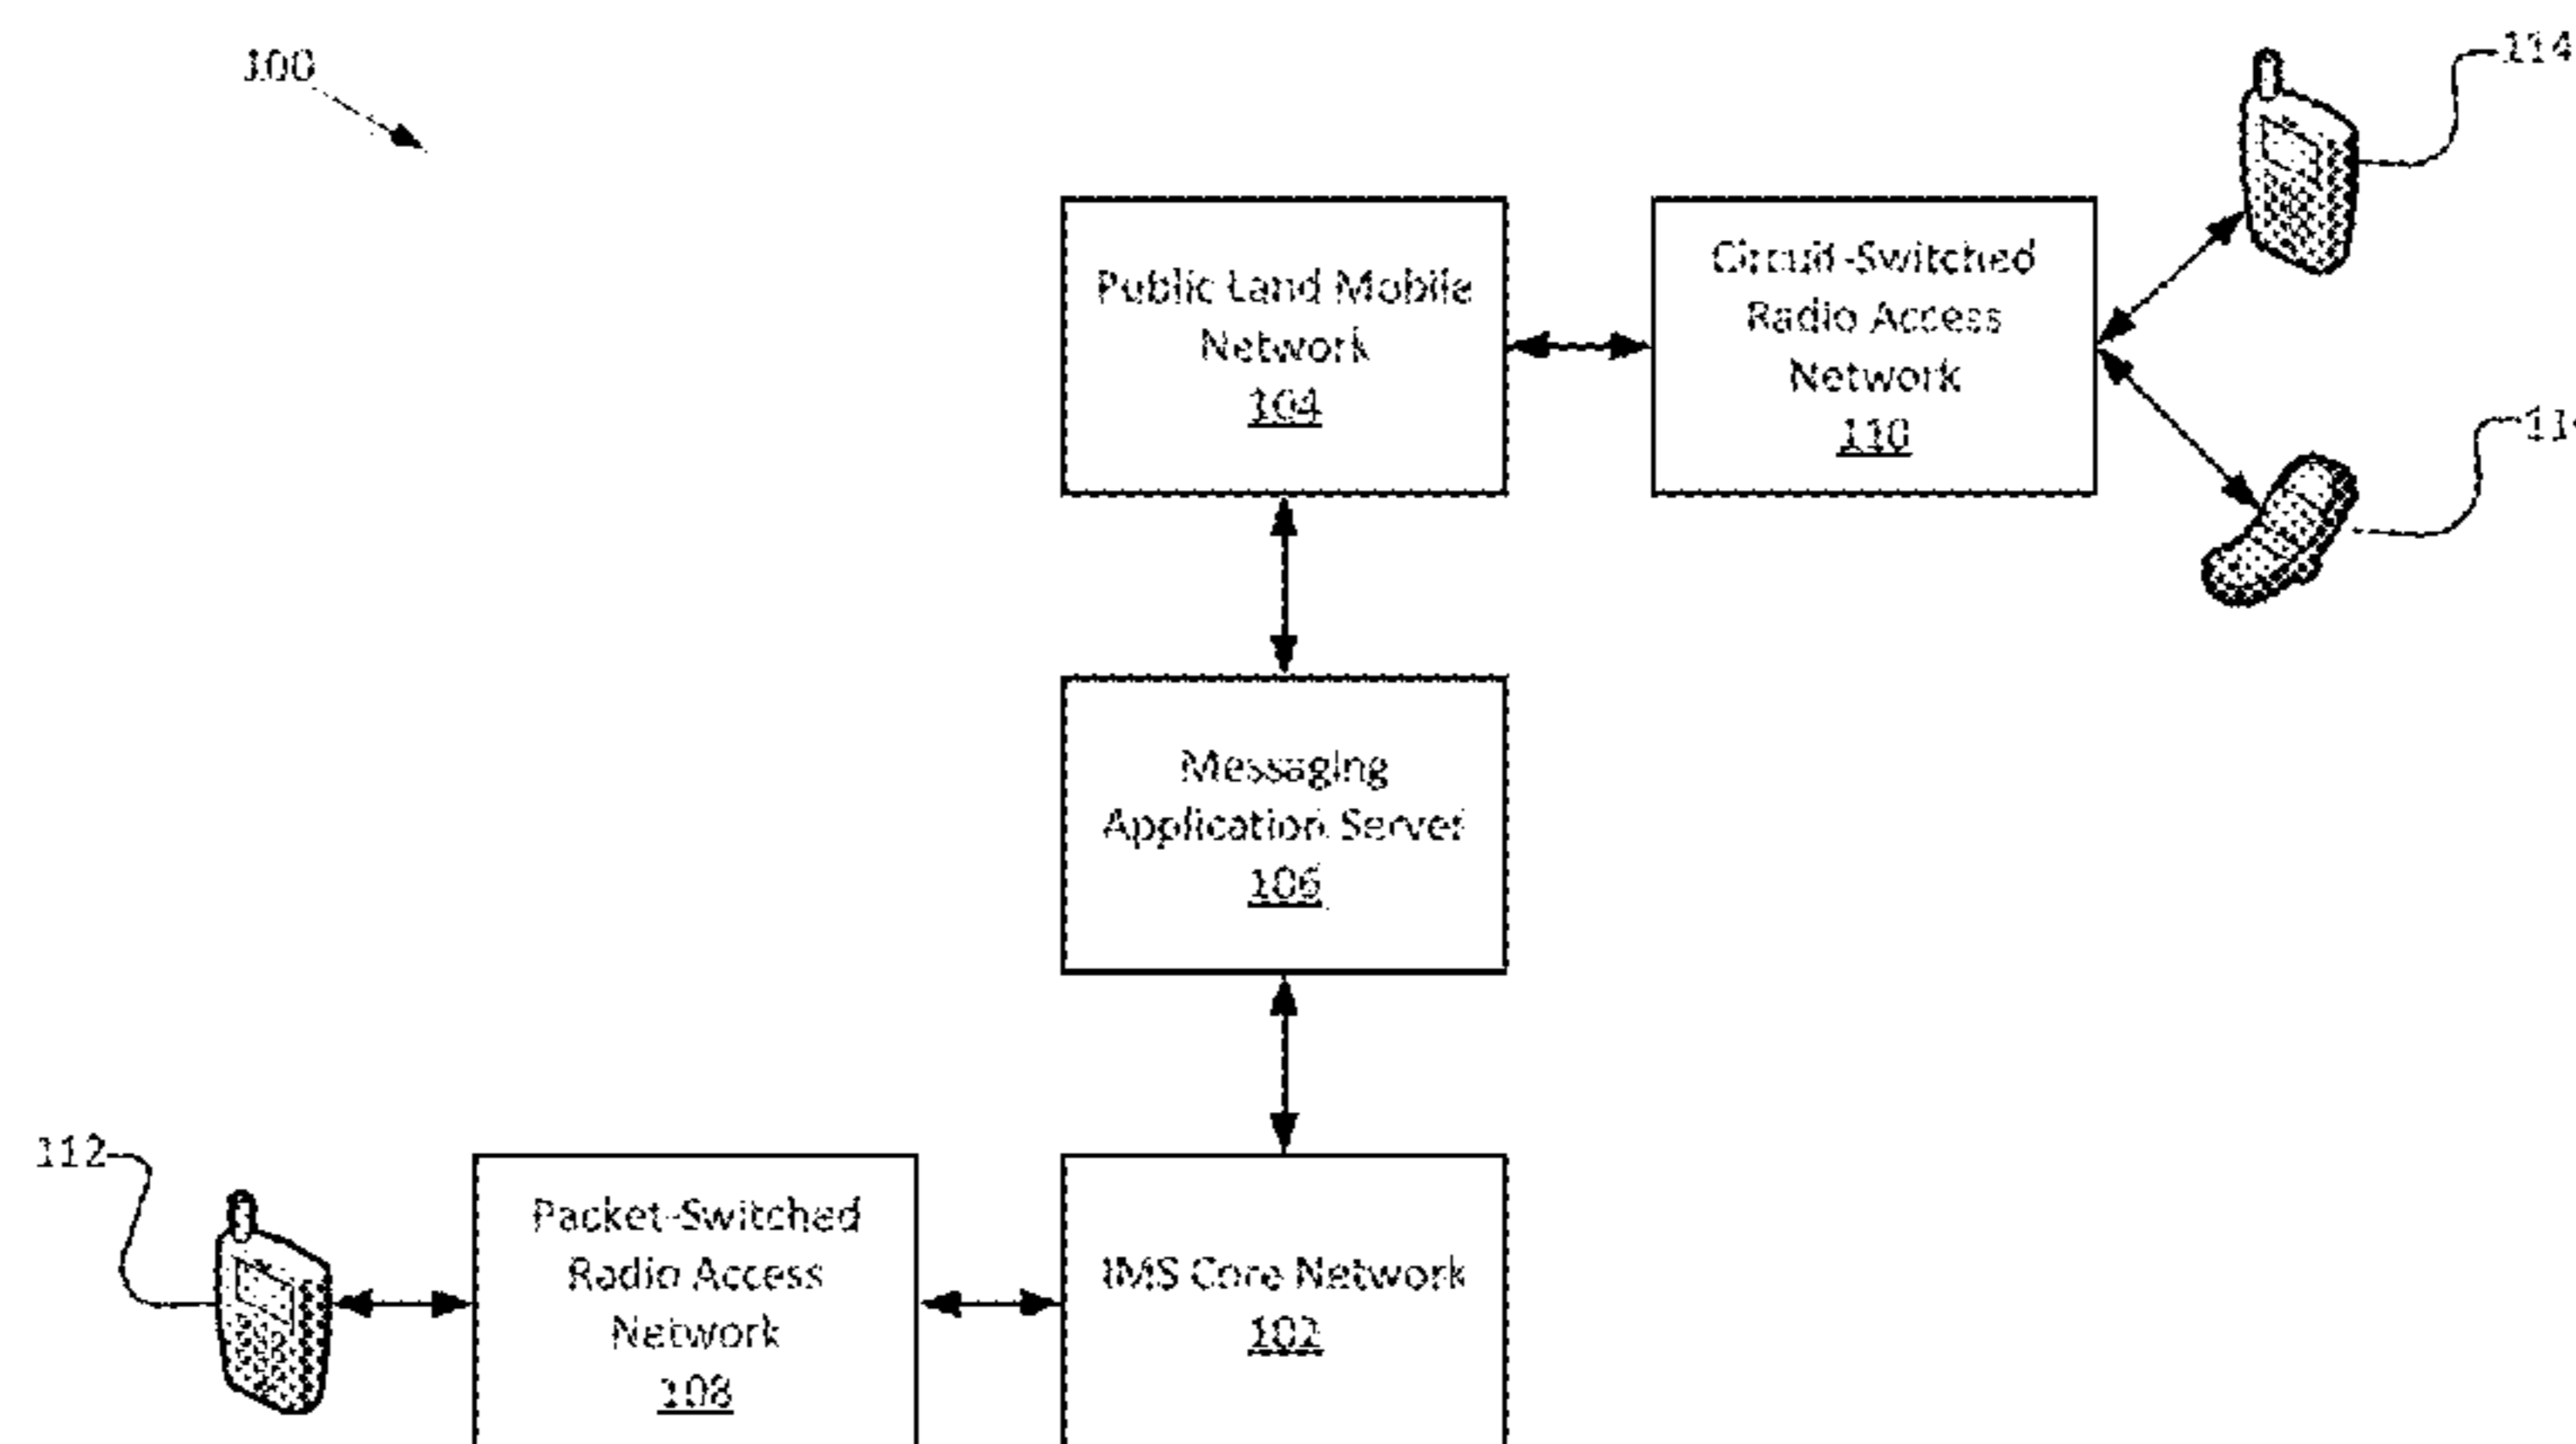 100
114
Public Land Mobile
Network
104
Circuit-Switched
Radio Access
Network
110
Messaging
Application Server
106
112
Packet-Switched
Radio Access
Network
108
IMS Core Network
102